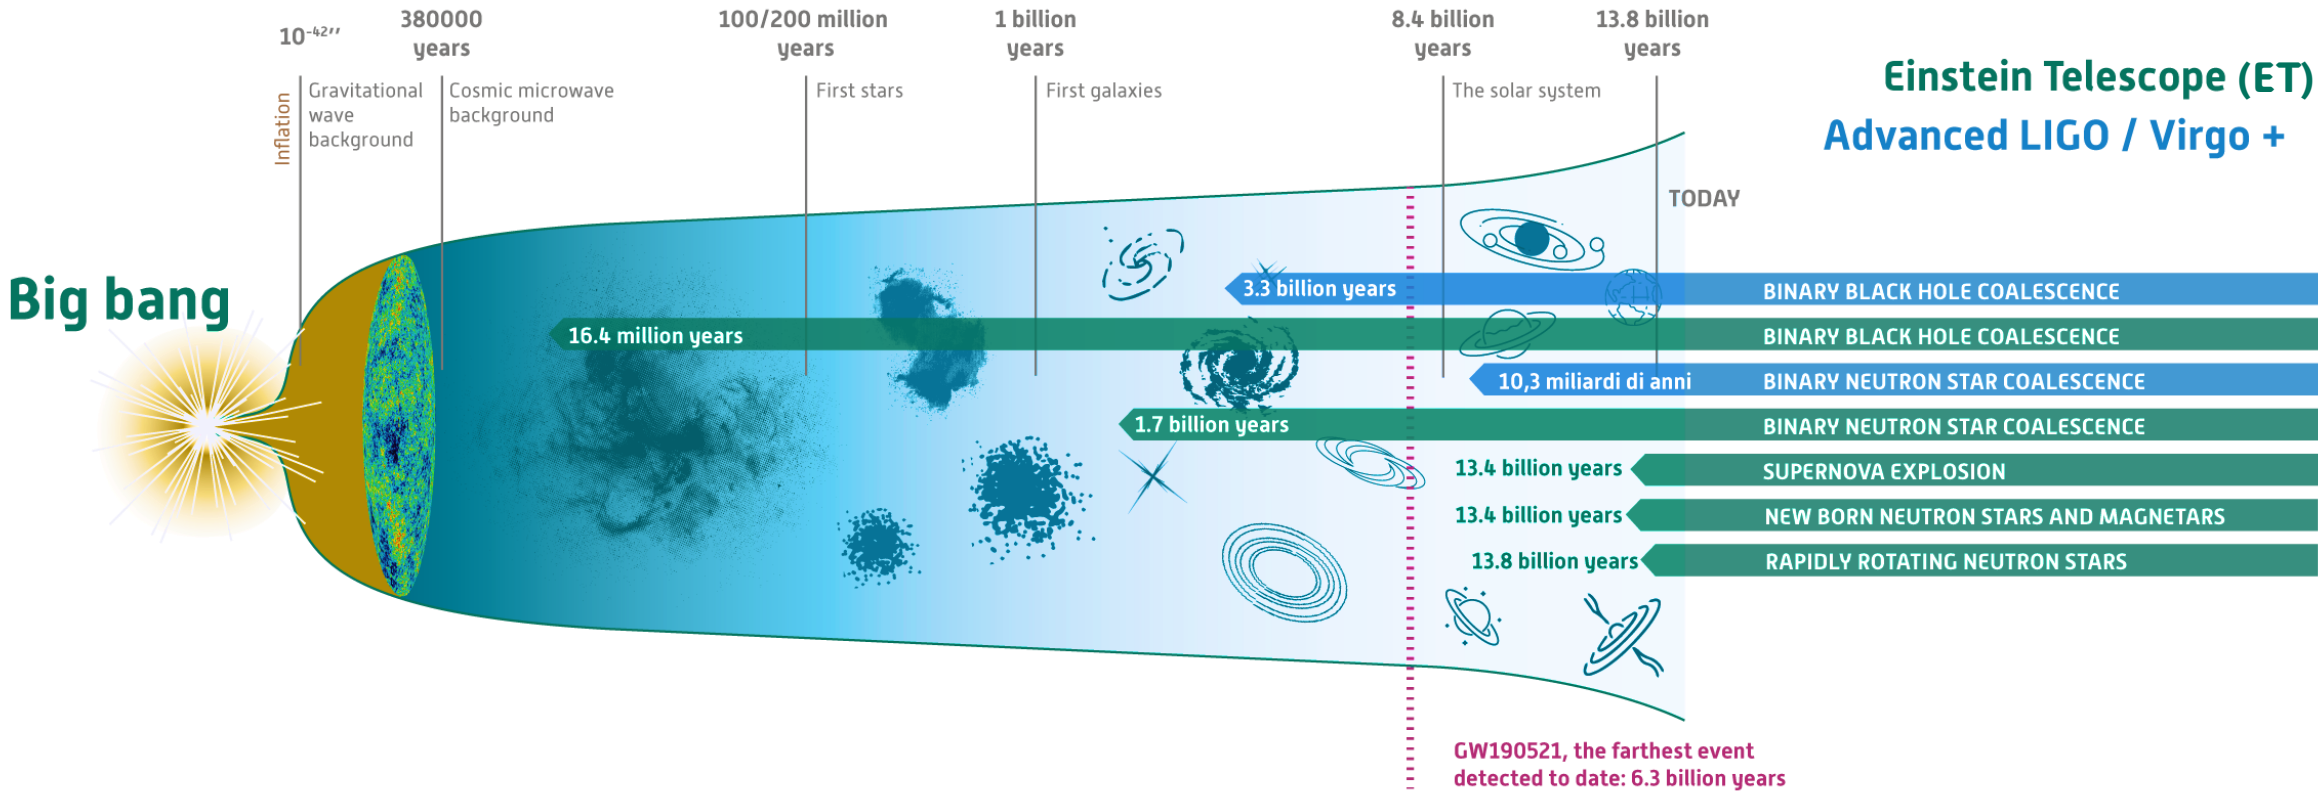 10⁻⁴²′′
380000
years
100/200 million
years
1 billion
years
8.4 billion
years
13.8 billion
years
Inflation
Gravitational
wave
background
Cosmic microwave
background
First stars
First galaxies
The solar system
Einstein Telescope (ET)
Advanced LIGO / Virgo +
TODAY
Big bang
3.3 billion years BINARY BLACK HOLE COALESCENCE
16.4 million years BINARY BLACK HOLE COALESCENCE
10,3 miliardi di anni BINARY NEUTRON STAR COALESCENCE
1.7 billion years BINARY NEUTRON STAR COALESCENCE
13.4 billion years SUPERNOVA EXPLOSION
13.4 billion years NEW BORN NEUTRON STARS AND MAGNETARS
13.8 billion years RAPIDLY ROTATING NEUTRON STARS
GW190521, the farthest event
detected to date: 6.3 billion years